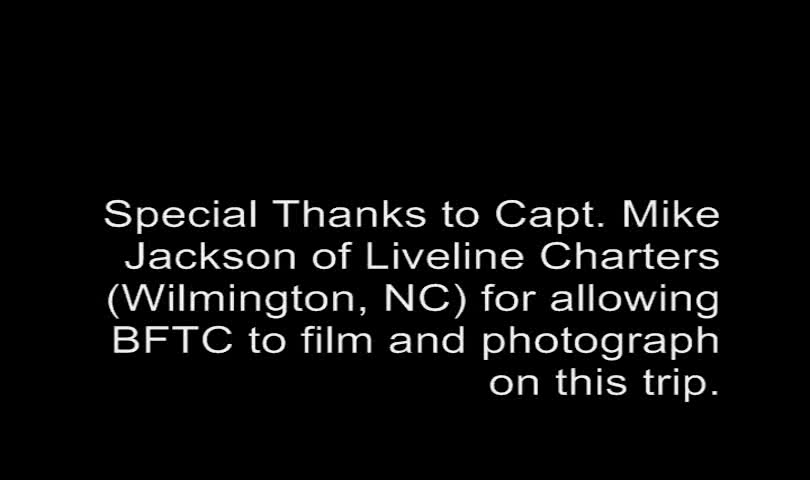 Special Thanks to Capt. Mike
Jackson of Liveline Charters
(Wilmington, NC) for allowing
BFTC to film and photograph
on this trip.